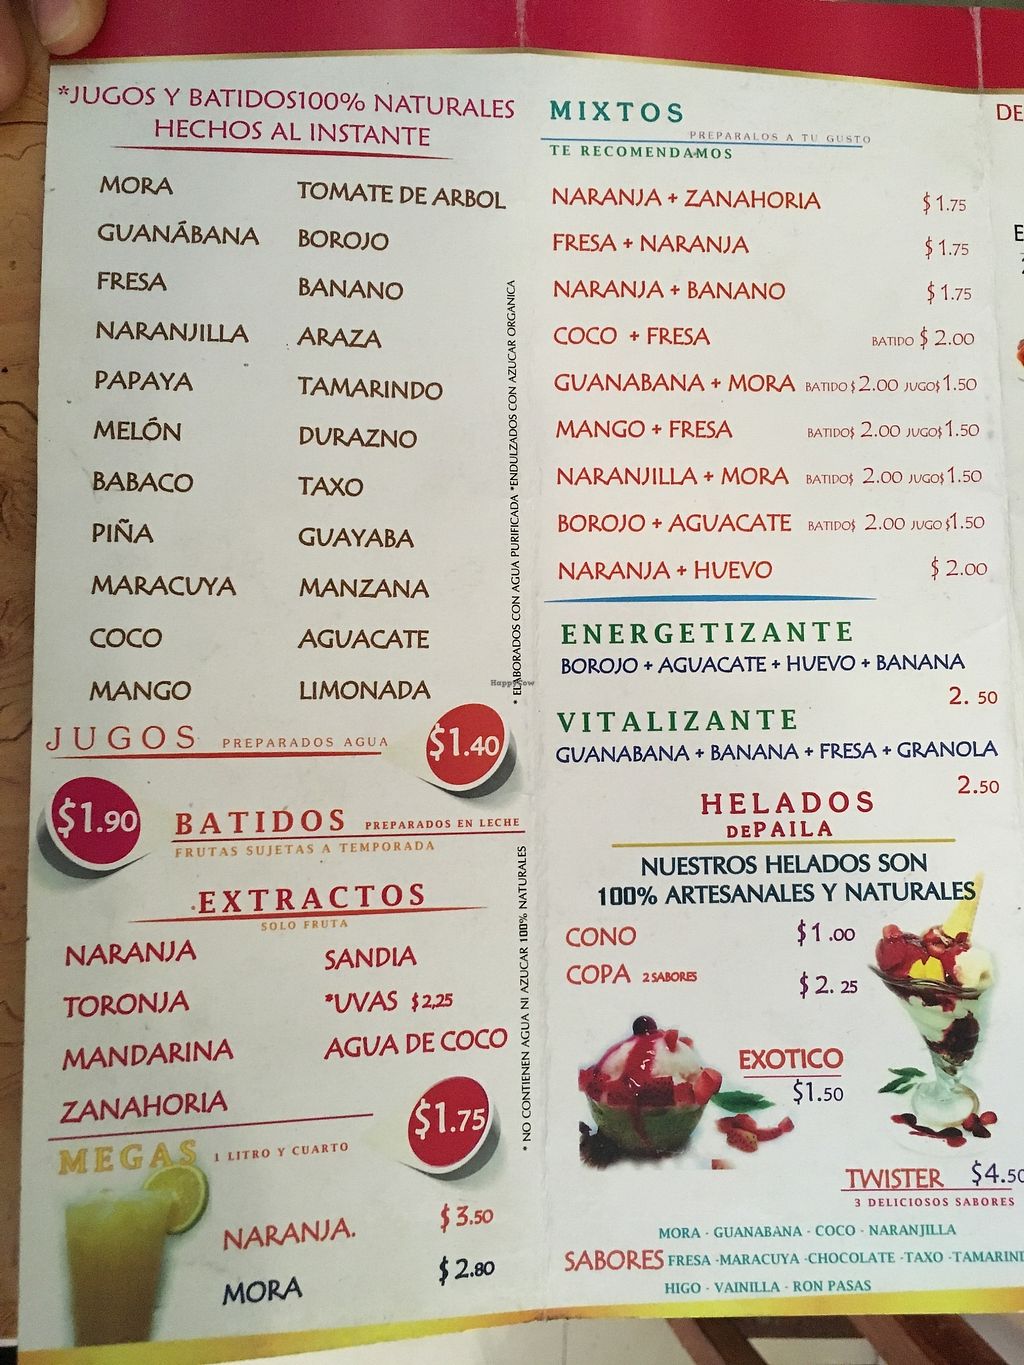 *JUGOS Y BATIDOS100% NATURALES
HECHOS AL INSTANTE
MORA
GUANÁBANA
FRESA
NARANJILLA
PAPAYA
MELÓN
BABACO
PIÑA
MARACUYA
COCO
MANGO
TOMATE DE ARBOL
BOROJO
BANANO
ARAZA
TAMARINDO
DURAZNO
TAXO
GUAYABA
MANZANA
AGUACATE
LIMONADA
* ELABORADOS CON AGUA PURIFICADA *ENDULZADOS CON AZUCAR ORGANICA
JUGOS PREPARADOS AGUA $1.40
$1.90 BATIDOS PREPARADOS EN LECHE
FRUTAS SUJETAS A TEMPORADA
EXTRACTOS
SOLO FRUTA
NARANJA
TORONJA
MANDARINA
ZANAHORIA
SANDIA
*UVAS $2,25
AGUA DE COCO
$1.75
* NO CONTIENEN AGUA NI AZUCAR 100% NATURALES
MEGAS 1 LITRO Y CUARTO
NARANJA. $3.50
MORA $2.80
MIXTOS
PREPARALOS A TU GUSTO
TE RECOMENDAMOS
NARANJA + ZANAHORIA $1.75
FRESA + NARANJA $1.75
NARANJA + BANANO $1.75
COCO + FRESA BATIDO $2.00
GUANABANA + MORA BATIDO$2.00 JUGO$1.50
MANGO + FRESA BATIDO$ 2.00 JUGO$1.50
NARANJILLA + MORA BATIDO$ 2.00 JUGO$1.50
BOROJO + AGUACATE BATIDO$ 2.00 JUGO $1.50
NARANJA + HUEVO $2.00
ENERGETIZANTE
BOROJO + AGUACATE + HUEVO + BANANA
2. 50
VITALIZANTE
GUANABANA + BANANA + FRESA + GRANOLA
2.50
HELADOS
DE PAILA
NUESTROS HELADOS SON
100% ARTESANALES Y NATURALES
CONO $1.00
COPA 2 SABORES $2. 25
EXOTICO
$1.50
TWISTER $4.50
3 DELICIOSOS SABORES
MORA · GUANABANA · COCO · NARANJILLA
SABORES FRESA -MARACUYA -CHOCOLATE -TAXO -TAMARIND
HIGO - VAINILLA - RON PASAS
DE
E
HappyCow